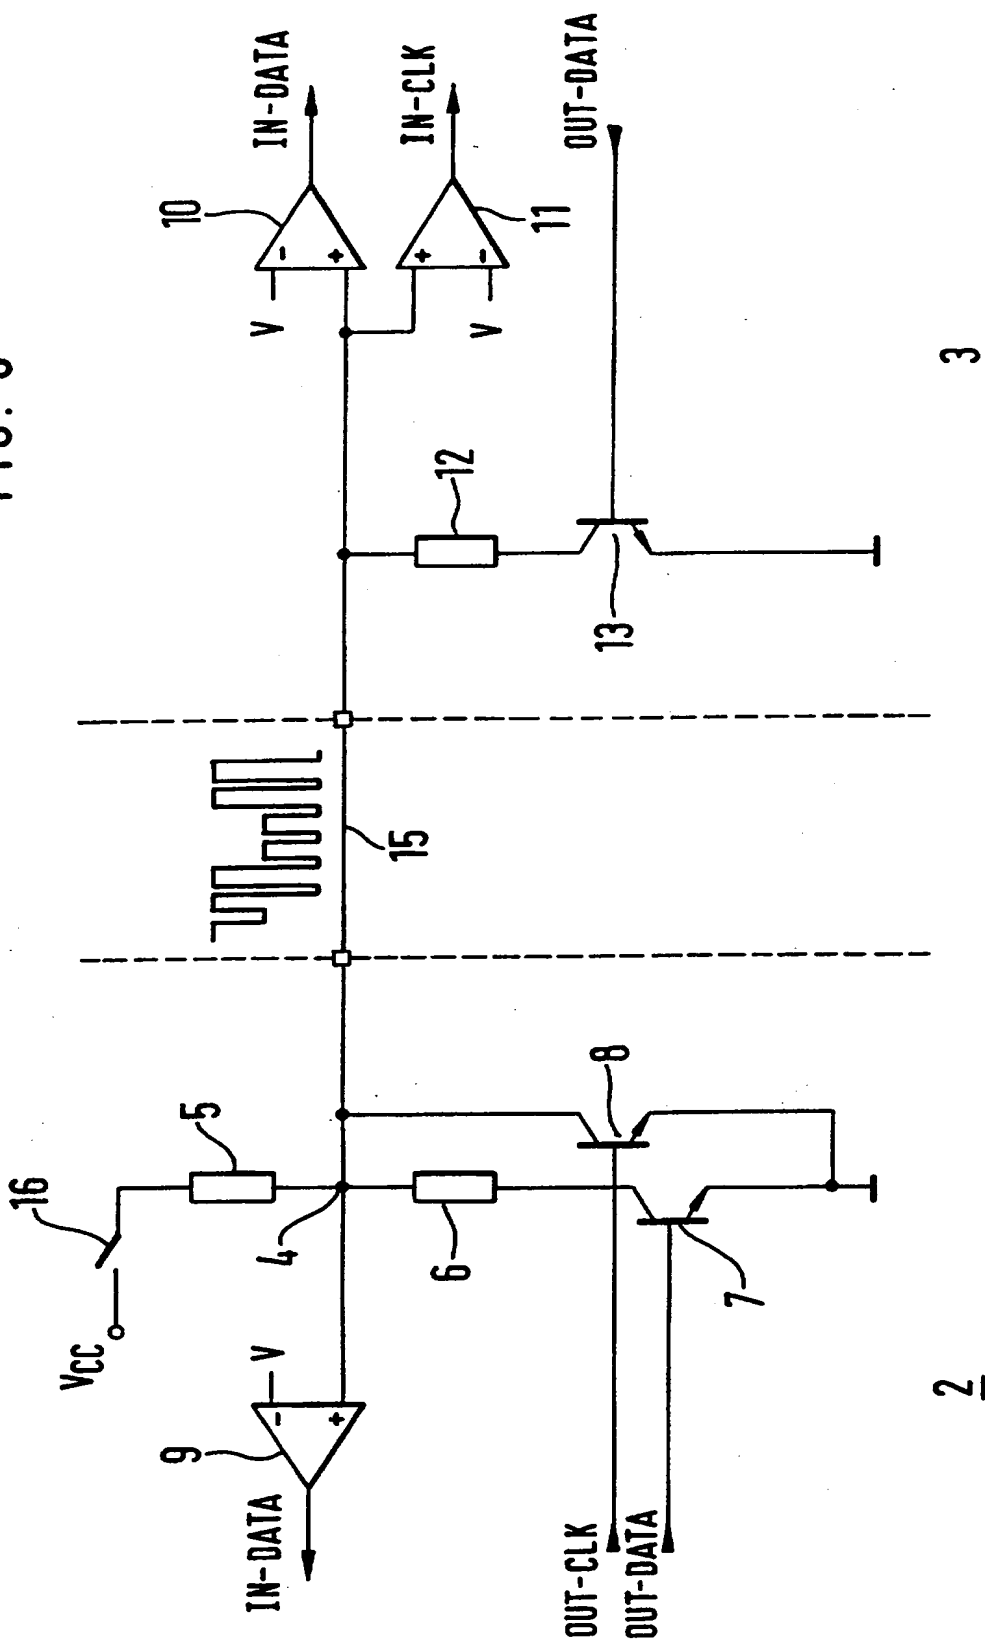 FIG.
16
VCC
5
10
IN-DATA
9
V
4
V
IN-DATA
15
IN-CLK
6
12
V
11
OUT-CLK
8
13
OUT-DATA
OUT-DATA
7
2
3